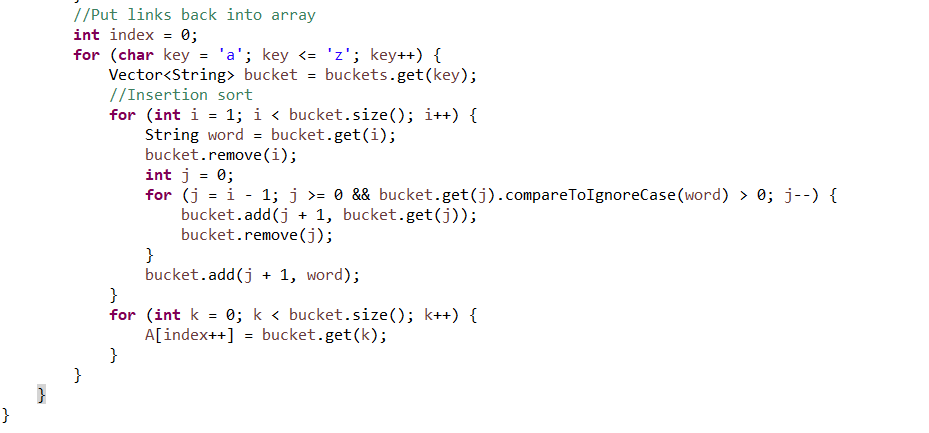 }
//Put links back into array
int index = 0;
for (char key = 'a'; key <= 'z'; key++) {
Vector<String> bucket = buckets.get(key);
//Insertion sort
for (int i = 1; i < bucket.size(); i++) {
String word = bucket.get(i);
bucket.remove(i);
int j = 0;
for (j = i - 1; j >= 0 && bucket.get(j).compareToIgnoreCase(word) > 0; j--) {
bucket.add(j + 1, bucket.get(j));
bucket.remove(j);
}
bucket.add(j + 1, word);
}
for (int k = 0; k < bucket.size(); k++) {
A[index++] = bucket.get(k);
}
}
}
}